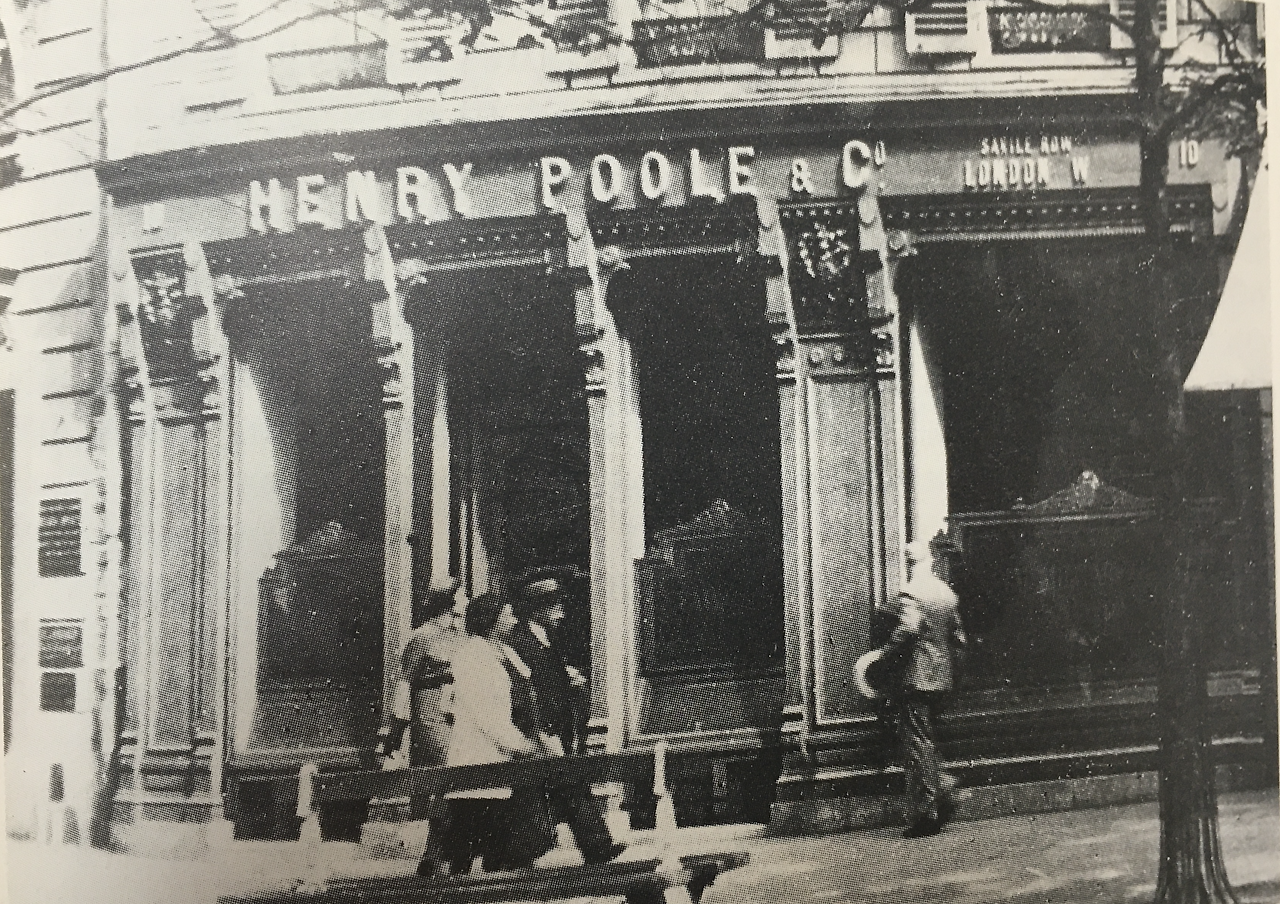 HENRY POOLE & Co.
SAVILE ROW
LONDON W
10